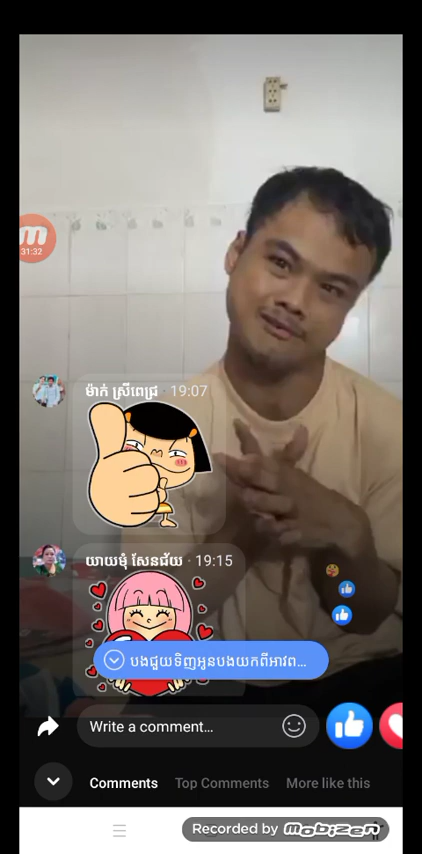 m
31:32
ម៉ាក់ ស្រីពេជ្រ · 19:07
យាយមុំ សែនជ័យ · 19:15
បងជួយទិញអូនបងយកពីអាវព...
Write a comment...
Comments Top Comments More like this
Recorded by MOBIZEN